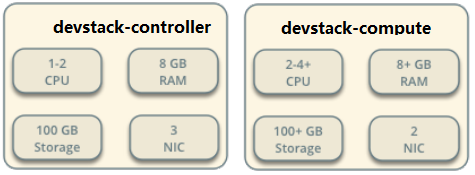 devstack-controller
1-2
CPU
8 GB
RAM
100 GB
Storage
3
NIC
devstack-compute
2-4+
CPU
8+ GB
RAM
100+ GB
Storage
2
NIC